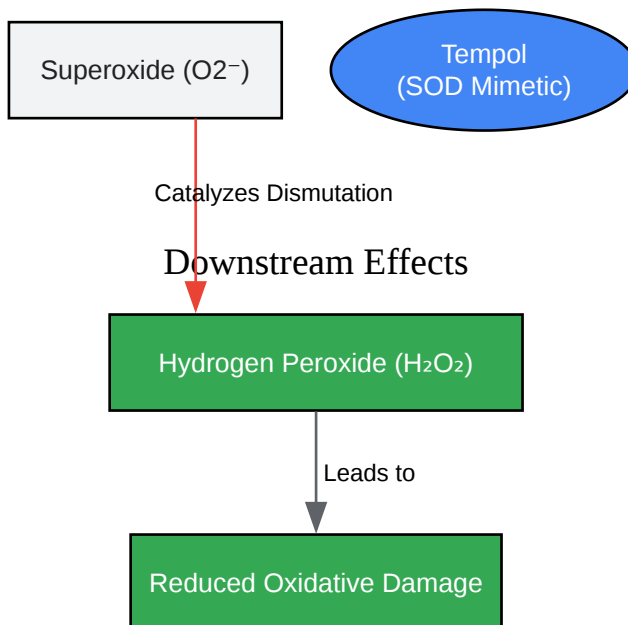 Superoxide (O2⁻)
Tempol
(SOD Mimetic)
Catalyzes Dismutation
Downstream Effects
Hydrogen Peroxide (H₂O₂)
Leads to
Reduced Oxidative Damage